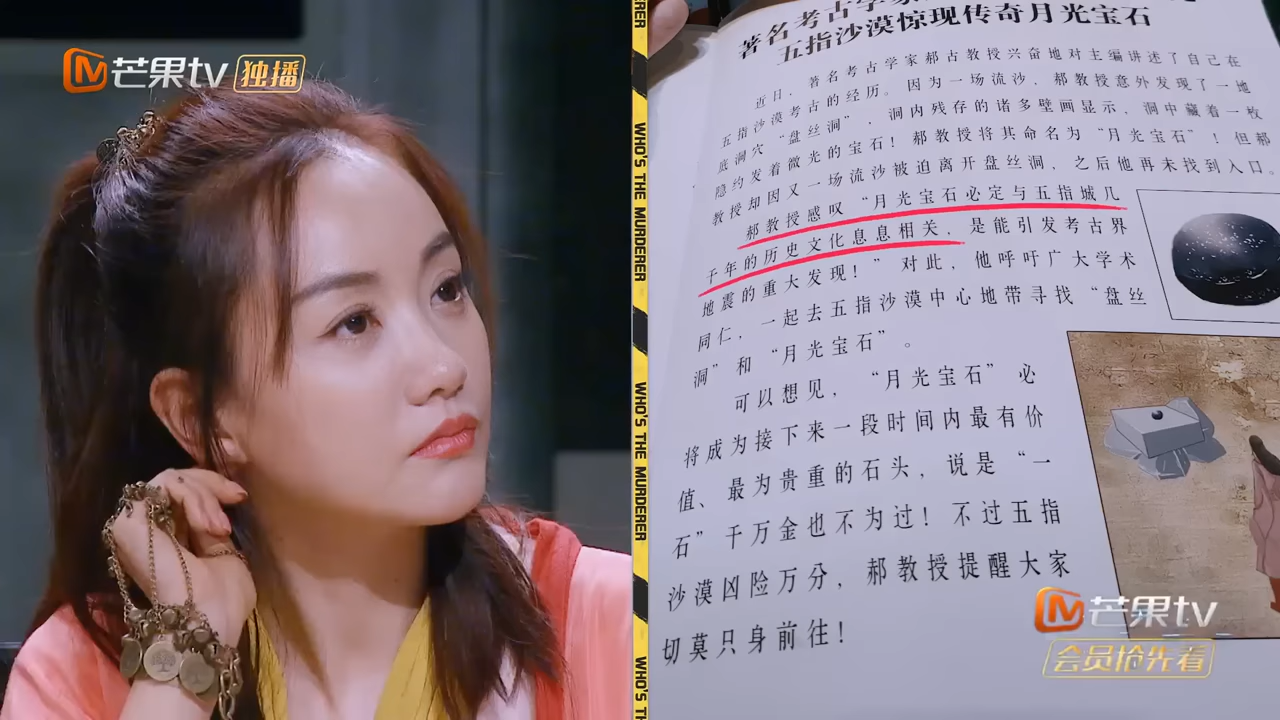 芒果tv 独播
MURDERER
WHO'S THE MURDERER
WHO'S THE MURDERER
WHO'S THE
著名考古学家
五指沙漠惊现传奇月光宝石
近日，著名考古学家郝古教授兴奋地对主编讲述了自己在
五指沙漠考古的经历。因为一场流沙，郝教授意外发现了一地
底洞穴“盘丝洞”，洞内残存的诸多壁画显示，洞中藏着一枚
隐约发着微光的宝石！郝教授将其命名为“月光宝石”！但郝
教授却因又一场流沙被迫离开盘丝洞，之后他再未找到入口。
郝教授感叹“月光宝石必定与五指城几
千年的历史文化息息相关，是能引发考古界
地震的重大发现！”对此，他呼吁广大学术
同仁，一起去五指沙漠中心地带寻找“盘丝
洞”和“月光宝石”。
可以想见，“月光宝石”必
将成为接下来一段时间内最有价
值、最为贵重的石头，说是“一
石”千万金也不为过！不过五指
沙漠凶险万分，郝教授提醒大家
切莫只身前往！
芒果tv
会员抢先看